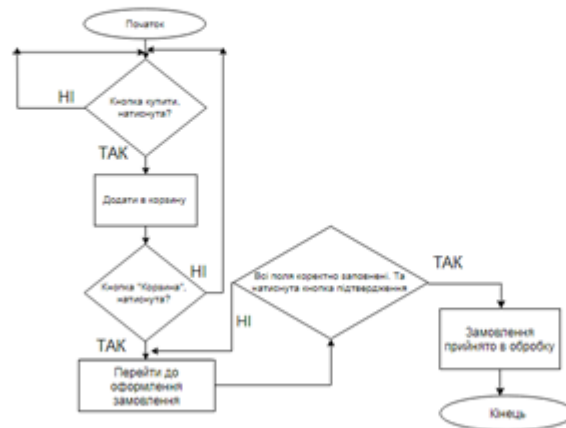 Початок
Кнопка купити,
натиснута?
НІ
ТАК
Додати в корзину
Кнопка "Корзина",
натиснута?
НІ
ТАК
Перейти до
оформлення
замовлення
Всі поля коректно заповнені. Та
натиснута кнопка підтвердження
НІ
ТАК
Замовлення
прийнято в обробку
Кінець